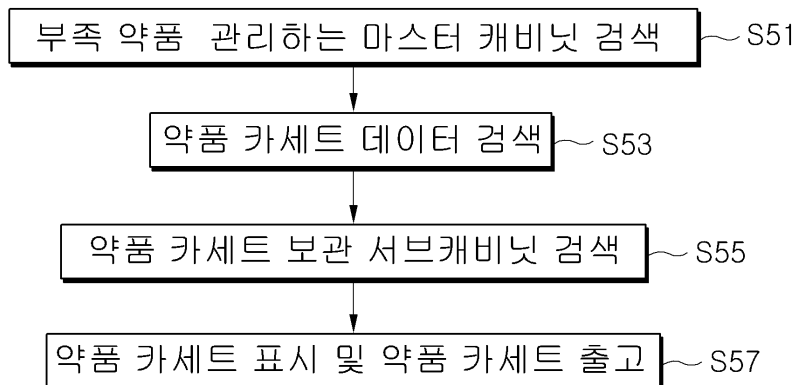 부족 약품 관리하는 마스터 캐비닛 검색 S51
약품 카세트 데이터 검색 S53
약품 카세트 보관 서브캐비닛 검색 S55
약품 카세트 표시 및 약품 카세트 출고 S57